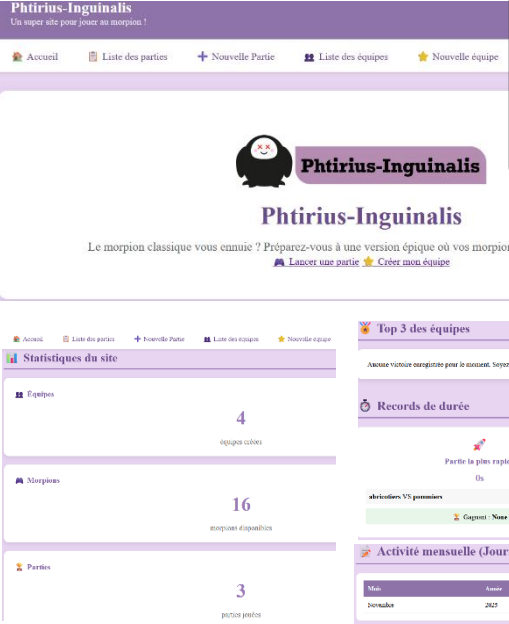 Phtirius-Inguinalis
Un super site pour jouer au morpion !
Accueil Liste des parties Nouvelle Partie Liste des équipes Nouvelle équipe
Phtirius-Inguinalis
Phtirius-Inguinalis
Le morpion classique vous ennuie ? Préparez-vous à une version épique où vos morpion
Lancer une partie Créer mon équipe
Accueil Liste des parties Nouvelle Partie Liste des équipes Nouvelle équipe
Statistiques du site
Équipes
4
équipes créées
Morpions
16
morpions disponibles
Parties
3
parties jouées
Top 3 des équipes
Aucune victoire enregistrée pour le moment. Soyez
Records de durée
Partie la plus rapide
0s
abricotiers VS pommiers
Gagnant : None
Activité mensuelle (Jour
Mois Année
Novembre 2025